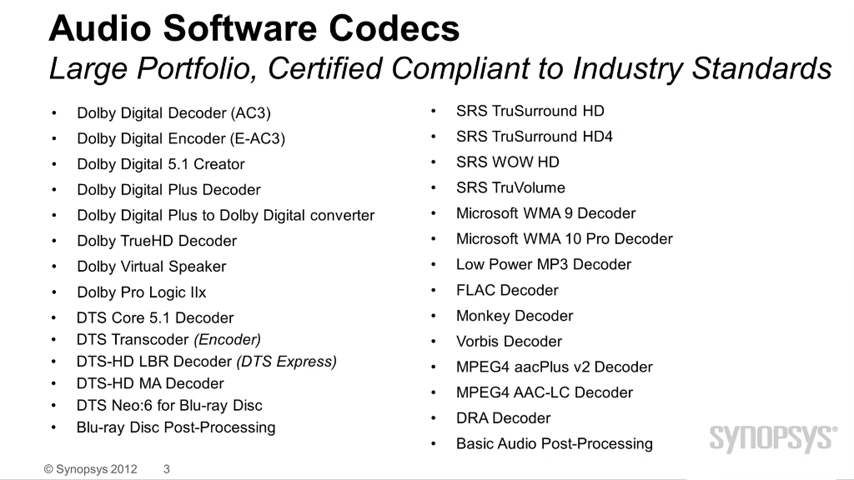 Audio Software Codecs
Large Portfolio, Certified Compliant to Industry Standards
• Dolby Digital Decoder (AC3)
• Dolby Digital Encoder (E-AC3)
• Dolby Digital 5.1 Creator
• Dolby Digital Plus Decoder
• Dolby Digital Plus to Dolby Digital converter
• Dolby TrueHD Decoder
• Dolby Virtual Speaker
• Dolby Pro Logic IIx
• DTS Core 5.1 Decoder
• DTS Transcoder (Encoder)
• DTS-HD LBR Decoder (DTS Express)
• DTS-HD MA Decoder
• DTS Neo:6 for Blu-ray Disc
• Blu-ray Disc Post-Processing
• SRS TruSurround HD
• SRS TruSurround HD4
• SRS WOW HD
• SRS TruVolume
• Microsoft WMA 9 Decoder
• Microsoft WMA 10 Pro Decoder
• Low Power MP3 Decoder
• FLAC Decoder
• Monkey Decoder
• Vorbis Decoder
• MPEG4 aacPlus v2 Decoder
• MPEG4 AAC-LC Decoder
• DRA Decoder
• Basic Audio Post-Processing
SYNOPSYS®
© Synopsys 2012 3